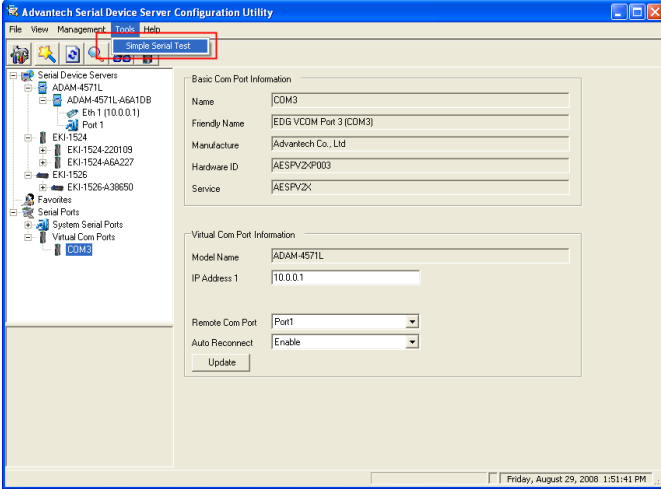 Advantech Serial Device Server Configuration Utility
File View Management Tools Help
Simple Serial Test
Serial Device Servers
ADAM-4571L
ADAM-4571L-A6A1DB
Eth 1 (10.0.0.1)
Port 1
EKI-1524
EKI-1524-220109
EKI-1524-A6A227
EKI-1526
EKI-1526-A38650
Favorites
Serial Ports
System Serial Ports
Virtual Com Ports
COM3
Basic Com Port Information
Name COM3
Friendly Name EDG VCOM Port 3 (COM3)
Manufacture Advantech Co., Ltd
Hardware ID AESPV2XP003
Service AESPV2X
Virtual Com Port Information
Model Name ADAM-4571L
IP Address 1 10.0.0.1
Remote Com Port Port1
Auto Reconnect Enable
Update
Friday, August 29, 2008 1:51:41 PM